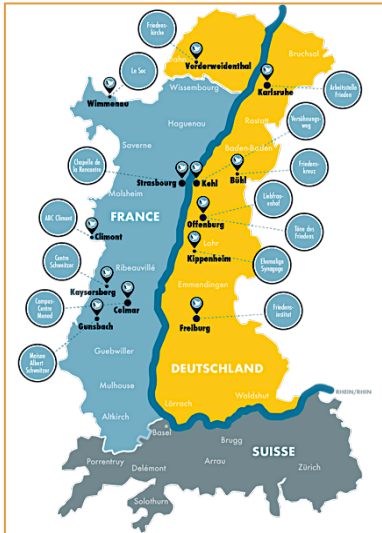 Friedens-
kirche
Dahn
Vorderweidenthal
Bruchsal
Le Soc
Wimmenau
Wissembourg
Karlsruhe
Arbeitsstelle
Frieden
Haguenau
Rastatt
Versöhnungs-
weg
Saverne
Baden-Baden
Chapelle de
la Rencontre
Strasbourg
Kehl
Bühl
Friedens-
kreuz
Molsheim
Liebfrau-
enhof
ABC Climont
FRANCE
Offenburg
Töne des
Friedens
Climont
Lahr
Kippenheim
Ehemalige
Synagoge
Centre
Schweitzer
Ribeauvillé
Kaysersberg
Emmendingen
Campus-
Centre
Colmar
Gunsbach
Freiburg
Friedens-
institut
Maison
Albert
Schweitzer
Guebwiller
DEUTSCHLAND
Mulhouse
Waldshut
RHEIN/RHIN
Lörrach
Altkirch
Basel
Brugg
SUISSE
Porrentruy
Delémont
Arrau
Zürich
Solothurn